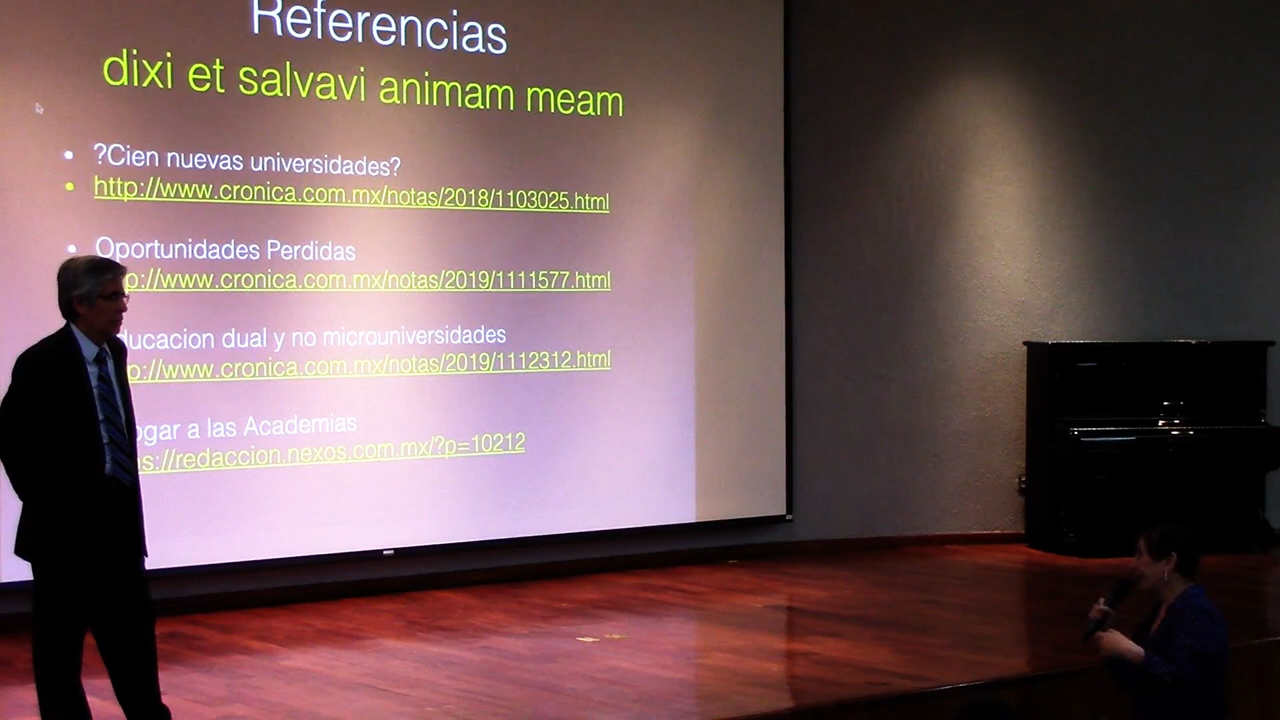 Referencias
dixi et salvavi animam meam
• ?Cien nuevas universidades?
• http://www.cronica.com.mx/notas/2018/1103025.html
• Oportunidades Perdidas
p://www.cronica.com.mx/notas/2019/1111577.html
ducacion dual y no microuniversidades
o://www.cronica.com.mx/notas/2019/1112312.html
ogar a las Academias
s://redaccion.nexos.com.mx/?p=10212